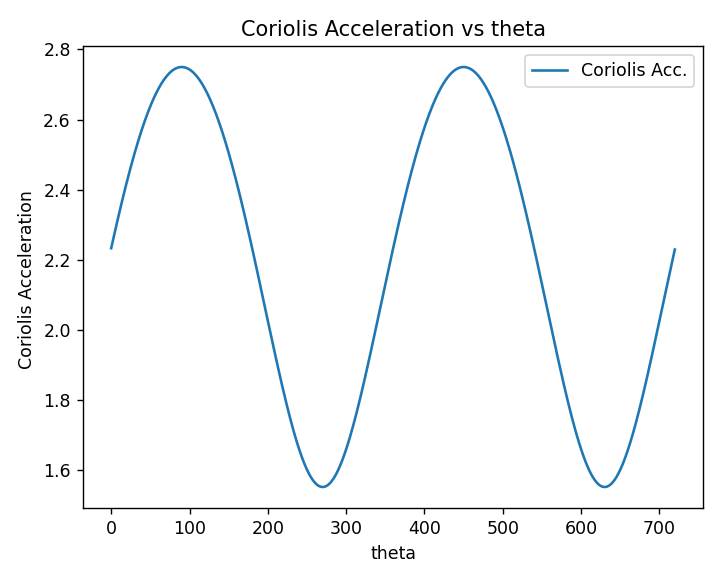 Coriolis Acceleration vs theta
Coriolis Acc.
Coriolis Acceleration
2.8
2.6
2.4
2.2
2.0
1.8
1.6
0 100 200 300 400 500 600 700
theta